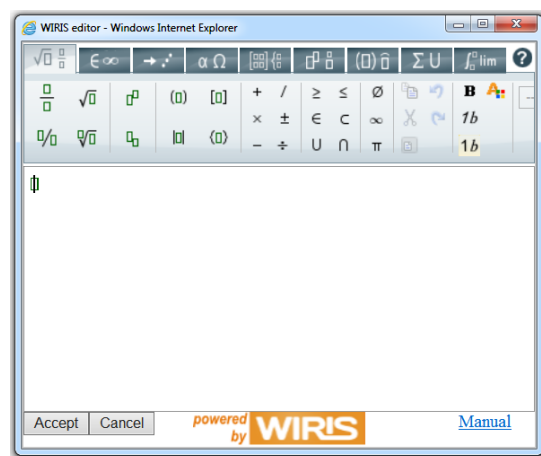 WIRIS editor - Windows Internet Explorer
√▯ ▯/▯ ∈∞ → ⋰ α Ω [▯▯] {▯ ▯▯ ▯ (▯) ▯̂ Σ U ∫ lim ?
▯/▯ √▯ ▯▯ (▯) [▯] + / ≥ ≤ ∅ B A
× ± ∈ ⊂ ∞ 1b
▯/▯ ▯√▯ ▯▯ |▯| ⟨▯⟩ − ÷ ∪ ∩ π 1b
Accept Cancel powered by WIRIS Manual